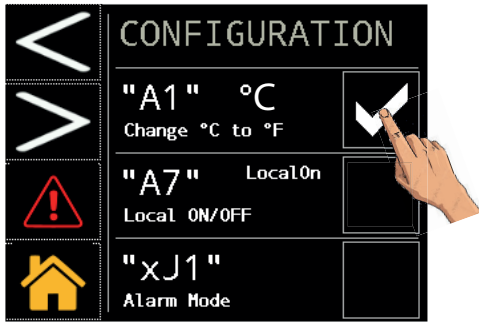 CONFIGURATION
"A1" °C
Change °C to °F
"A7" LocalOn
Local ON/OFF
"xJ1"
Alarm Mode